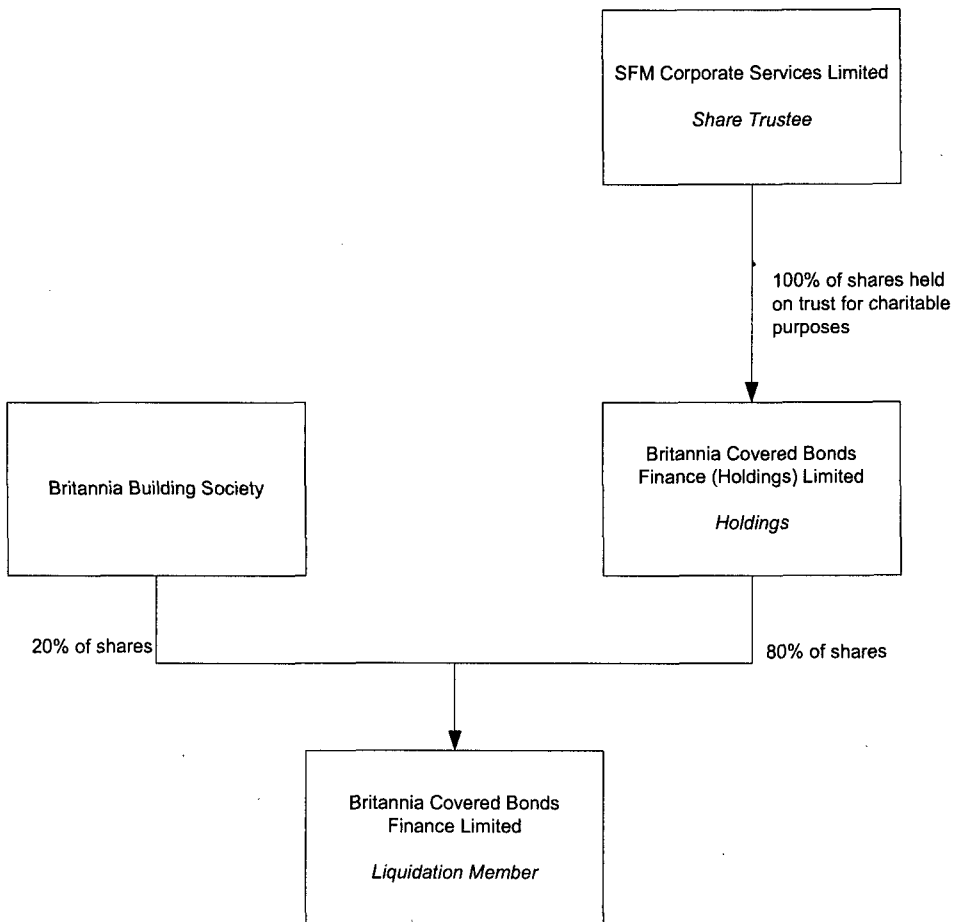 SFM Corporate Services Limited
Share Trustee
100% of shares held
on trust for charitable
purposes
Britannia Building Society
Britannia Covered Bonds
Finance (Holdings) Limited
Holdings
20% of shares
80% of shares
Britannia Covered Bonds
Finance Limited
Liquidation Member